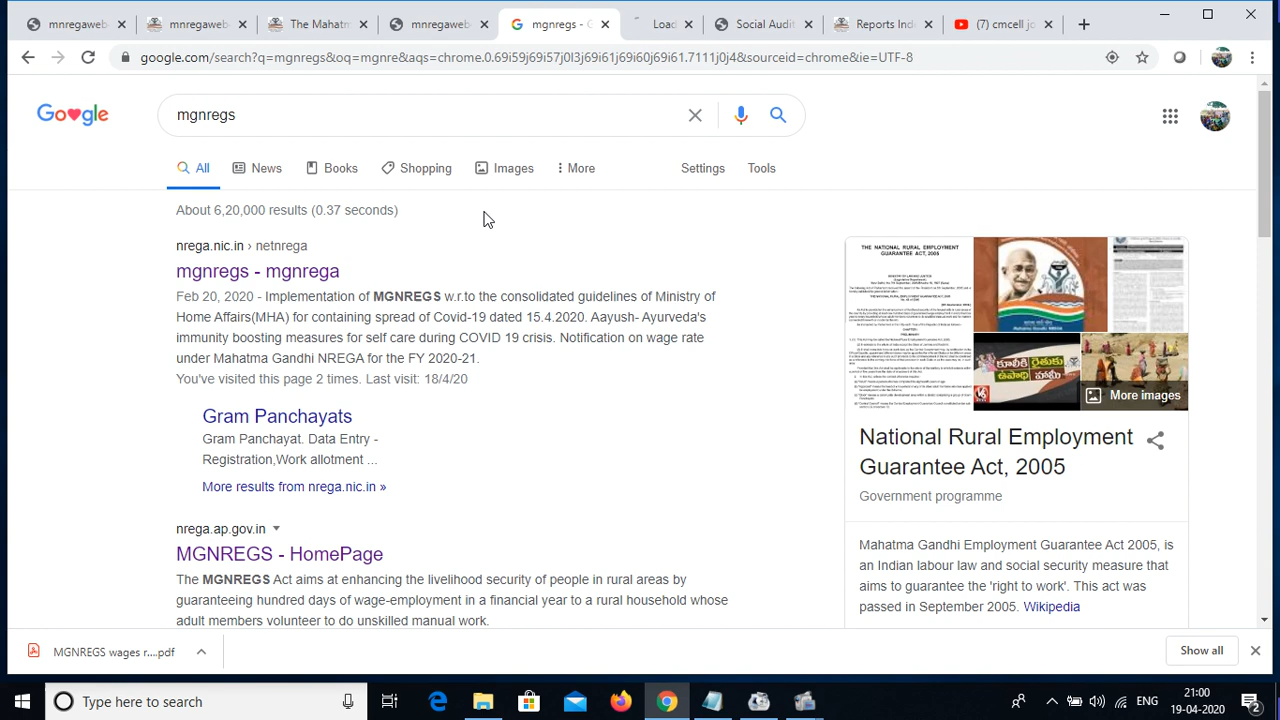 mnregaweb
mnregaweb
The Mahatm
mnregaweb
mgnregs - G
Load
Social Audit
Reports Ind
(7) cmcell jo
google.com/search?q=mgnregs&oq=mgnre&aqs=chrome.0.69i59j69i57j0l3j69i61j69i60j69i61.7111j0j4&sourceid=chrome&ie=UTF-8
Google
mgnregs
All
News
Books
Shopping
Images
More
Settings
Tools
About 6,20,000 results (0.37 seconds)
nrega.nic.in › netnrega
mgnregs - mgnrega
FY 2019-2020 - Implementation of MGNREGS w.r.to the consolidated guidelines of Ministry of
Home Affairs(MHA) for containing spread of Covid-19 dated 15.4.2020. Aayush advisory on
immunity boosting measures for self care during COVID 19 crisis. Notification on wage rate
under Mahatma Gandhi NREGA for the FY 2020-21.
You've visited this page 2 times. Last visit: 18/4/20
Gram Panchayats
Gram Panchayat. Data Entry -
Registration,Work allotment ...
More results from nrega.nic.in »
nrega.ap.gov.in
MGNREGS - HomePage
The MGNREGS Act aims at enhancing the livelihood security of people in rural areas by
guaranteeing hundred days of wage-employment in a financial year to a rural household whose
adult members volunteer to do unskilled manual work.
THE NATIONAL RURAL EMPLOYMENT
GUARANTEE ACT, 2005
కూలికి రైతుకు
ఉపాధి హామీ
More images
National Rural Employment
Guarantee Act, 2005
Government programme
Mahatma Gandhi Employment Guarantee Act 2005, is
an Indian labour law and social security measure that
aims to guarantee the 'right to work'. This act was
passed in September 2005. Wikipedia
MGNREGS wages r....pdf
Show all
Type here to search
ENG
21:00
19-04-2020
2